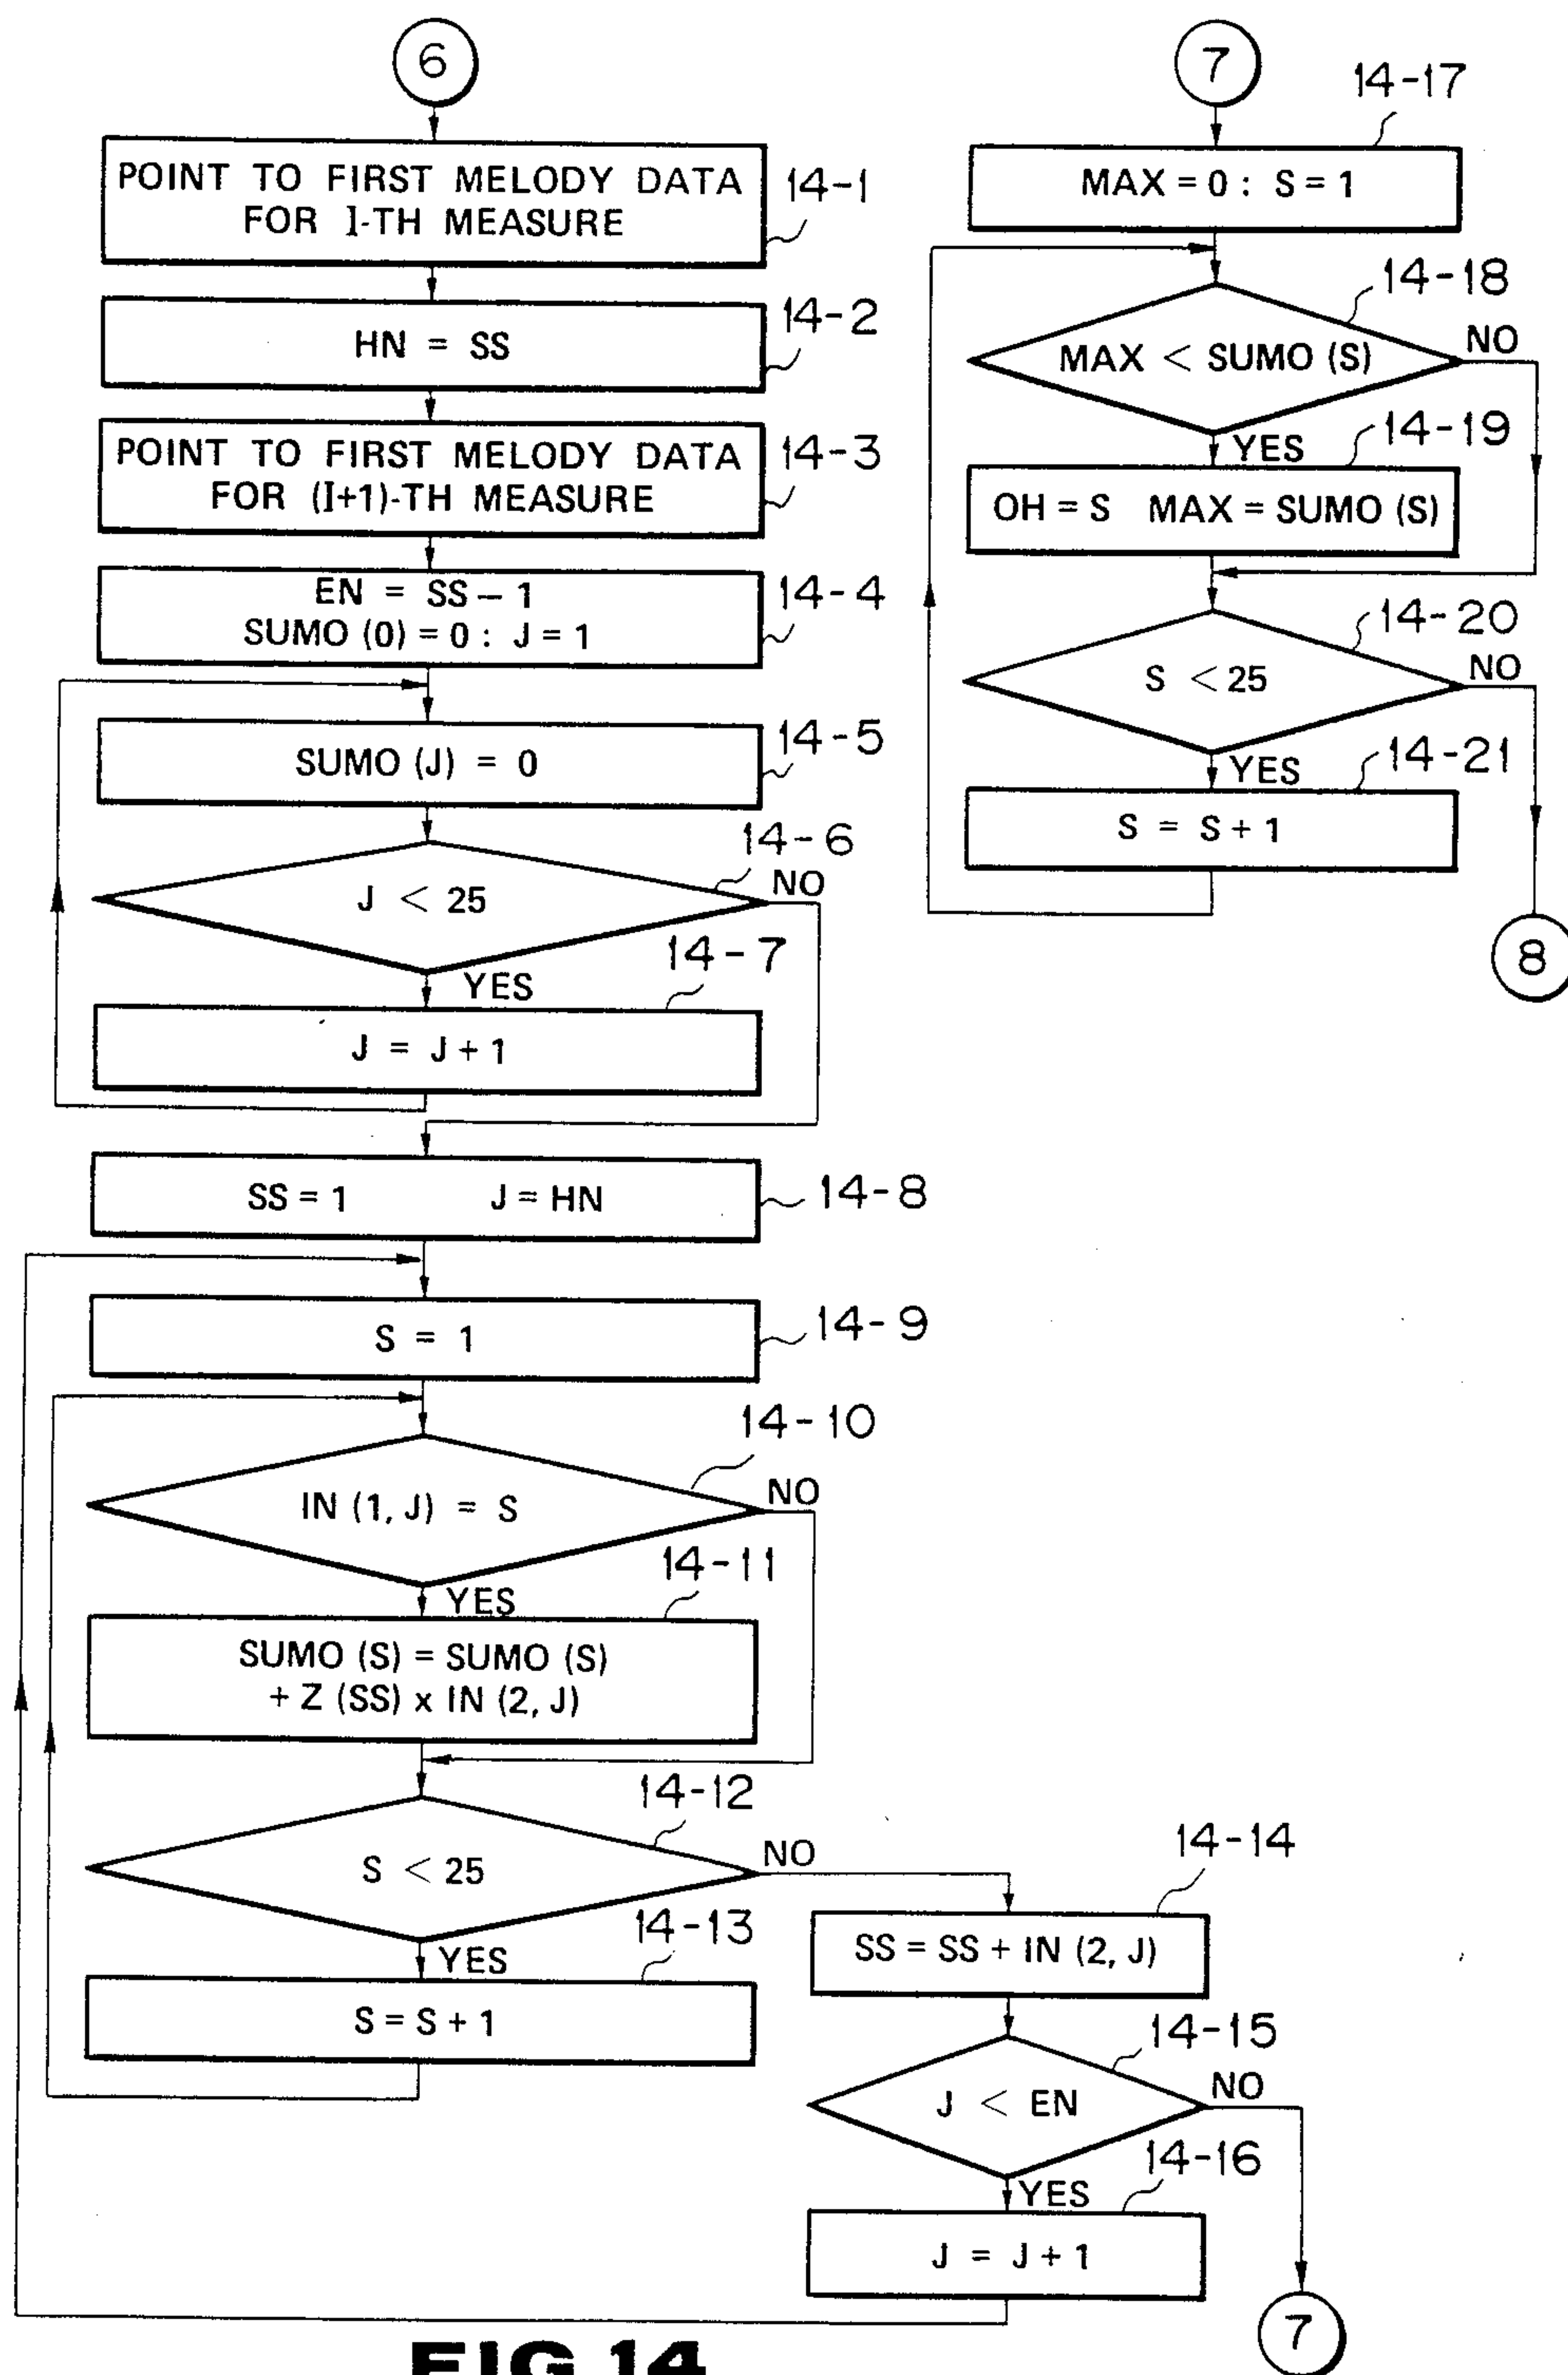 6
POINT TO FIRST MELODY DATA
FOR I-TH MEASURE
14-1
HN = SS
14-2
POINT TO FIRST MELODY DATA
FOR (I+1)-TH MEASURE
14-3
EN = SS – 1
SUMO (0) = 0 : J = 1
14-4
SUMO (J) = 0
14-5
J < 25
14-6
NO
YES
14-7
J = J + 1
SS = 1 J = HN
14-8
S = 1
14-9
IN (1, J) = S
14-10
NO
YES
14-11
SUMO (S) = SUMO (S)
+ Z (SS) x IN (2, J)
S < 25
14-12
NO
YES
14-13
S = S + 1
14-14
SS = SS + IN (2, J)
14-15
J < EN
NO
YES
14-16
J = J + 1
7
7
14-17
MAX = 0 : S = 1
14-18
MAX < SUMO (S)
NO
YES
14-19
OH = S MAX = SUMO (S)
14-20
S < 25
NO
YES
14-21
S = S + 1
8
FIG.14